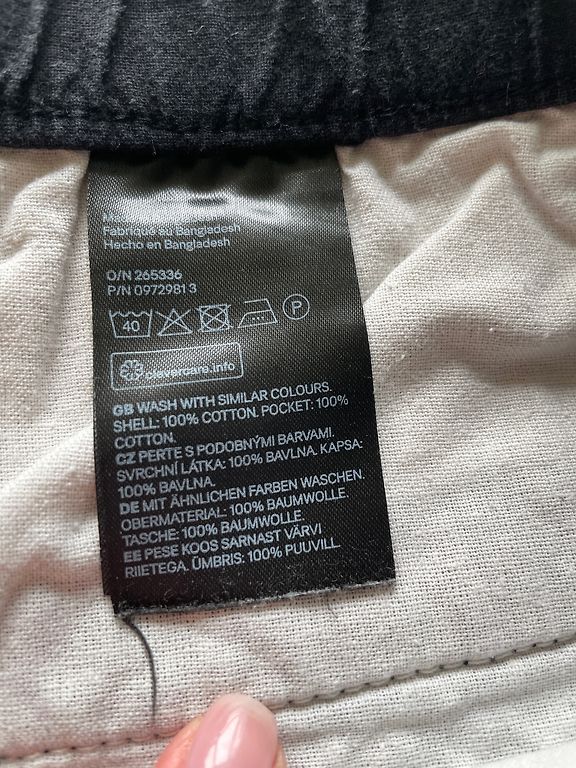 Fabriqué au Bangladesh
Hecho en Bangladesh
O/N 265336
P/N 0972981 3
40
P
clevercare.info
GB WASH WITH SIMILAR COLOURS.
SHELL: 100% COTTON. POCKET: 100%
COTTON.
CZ PERTE S PODOBNÝMI BARVAMI.
SVRCHNÍ LÁTKA: 100% BAVLNA. KAPSA:
100% BAVLNA.
DE MIT ÄHNLICHEN FARBEN WASCHEN.
OBERMATERIAL: 100% BAUMWOLLE.
TASCHE: 100% BAUMWOLLE.
EE PESE KOOS SARNAST VÄRVI
RIIETEGA. ÜMBRIS: 100% PUUVILL.